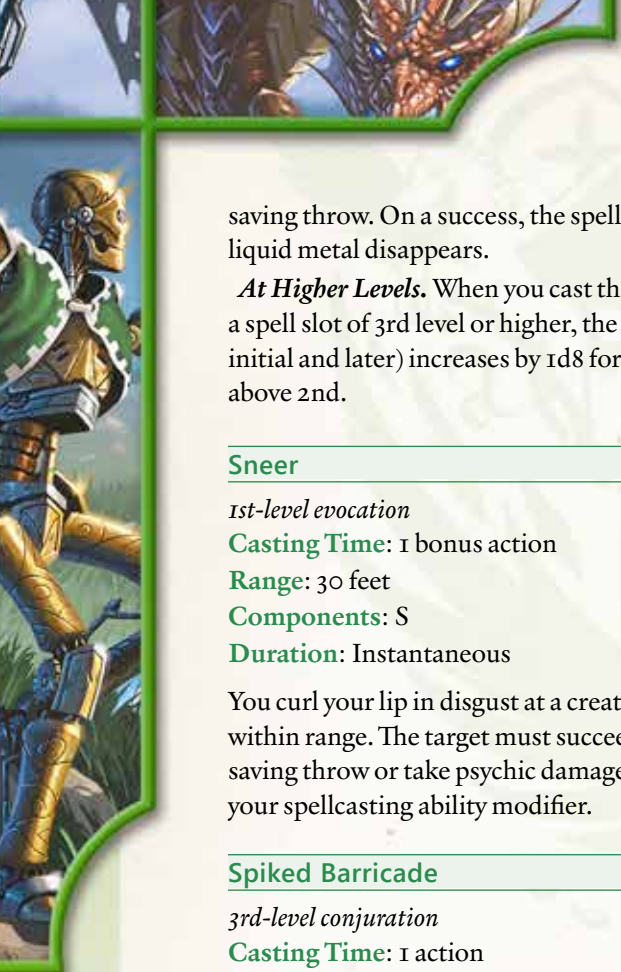 saving throw. On a success, the spell
liquid metal disappears.
At Higher Levels. When you cast
a spell slot of 3rd level or higher, the
initial and later) increases by 1d8 for
above 2nd.
Sneer
1st-level evocation
Casting Time: 1 bonus action
Range: 30 feet
Components: S
Duration: Instantaneous
You curl your lip in disgust at a
within range. The target must
saving throw or take psychic damage
your spellcasting ability modifier.
Spiked Barricade
3rd-level conjuration
Casting Time: 1 action